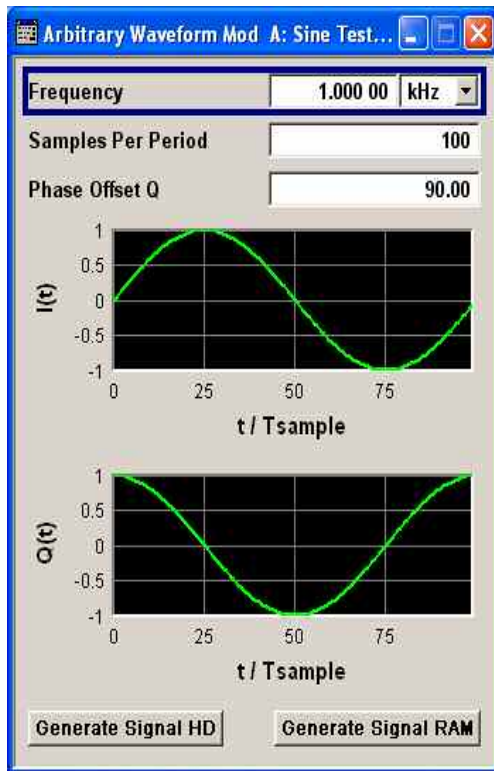 Arbitrary Waveform Mod A: Sine Test...
Frequency 1.000 00 kHz
Samples Per Period 100
Phase Offset Q 90.00
I(t)
1
0.5
0
-0.5
-1
0 25 50 75
t / Tsample
Q(t)
1
0.5
0
-0.5
-1
0 25 50 75
t / Tsample
Generate Signal HD Generate Signal RAM